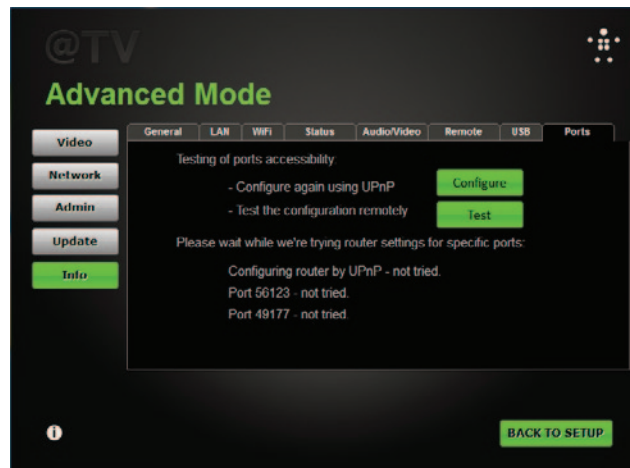 @TV
Advanced Mode
General LAN WiFi Status Audio/Video Remote USB Ports
Video
Network
Admin
Update
Info
Testing of ports accessibility:
- Configure again using UPnP
Configure
- Test the configuration remotely
Test
Please wait while we're trying router settings for specific ports:
Configuring router by UPnP - not tried.
Port 56123 - not tried.
Port 49177 - not tried.
i
BACK TO SETUP